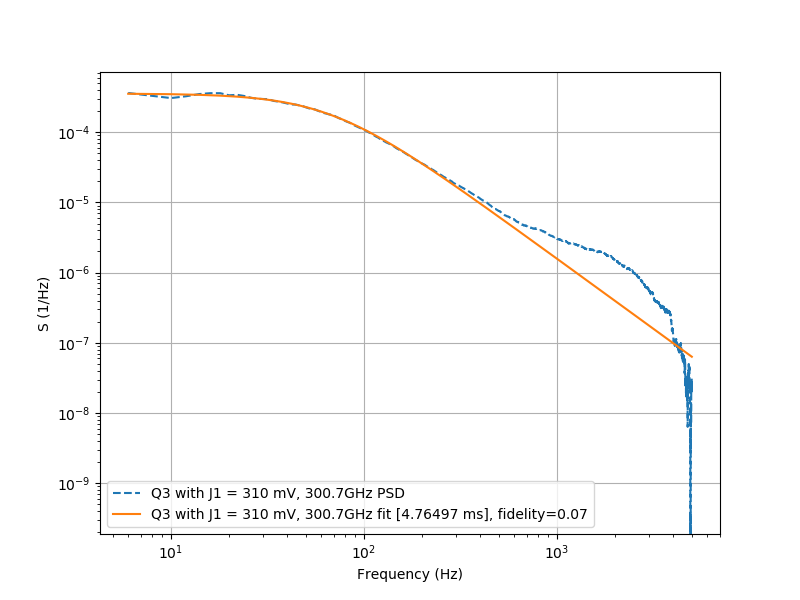 10⁻⁴
10⁻⁵
10⁻⁶
10⁻⁷
10⁻⁸
10⁻⁹
S (1/Hz)
Q3 with J1 = 310 mV, 300.7GHz PSD
Q3 with J1 = 310 mV, 300.7GHz fit [4.76497 ms], fidelity=0.07
10¹ 10² 10³
Frequency (Hz)